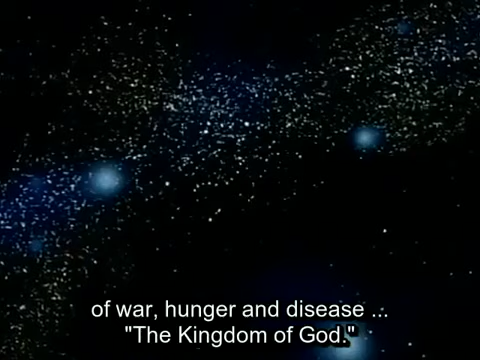 of war, hunger and disease ...
"The Kingdom of God."